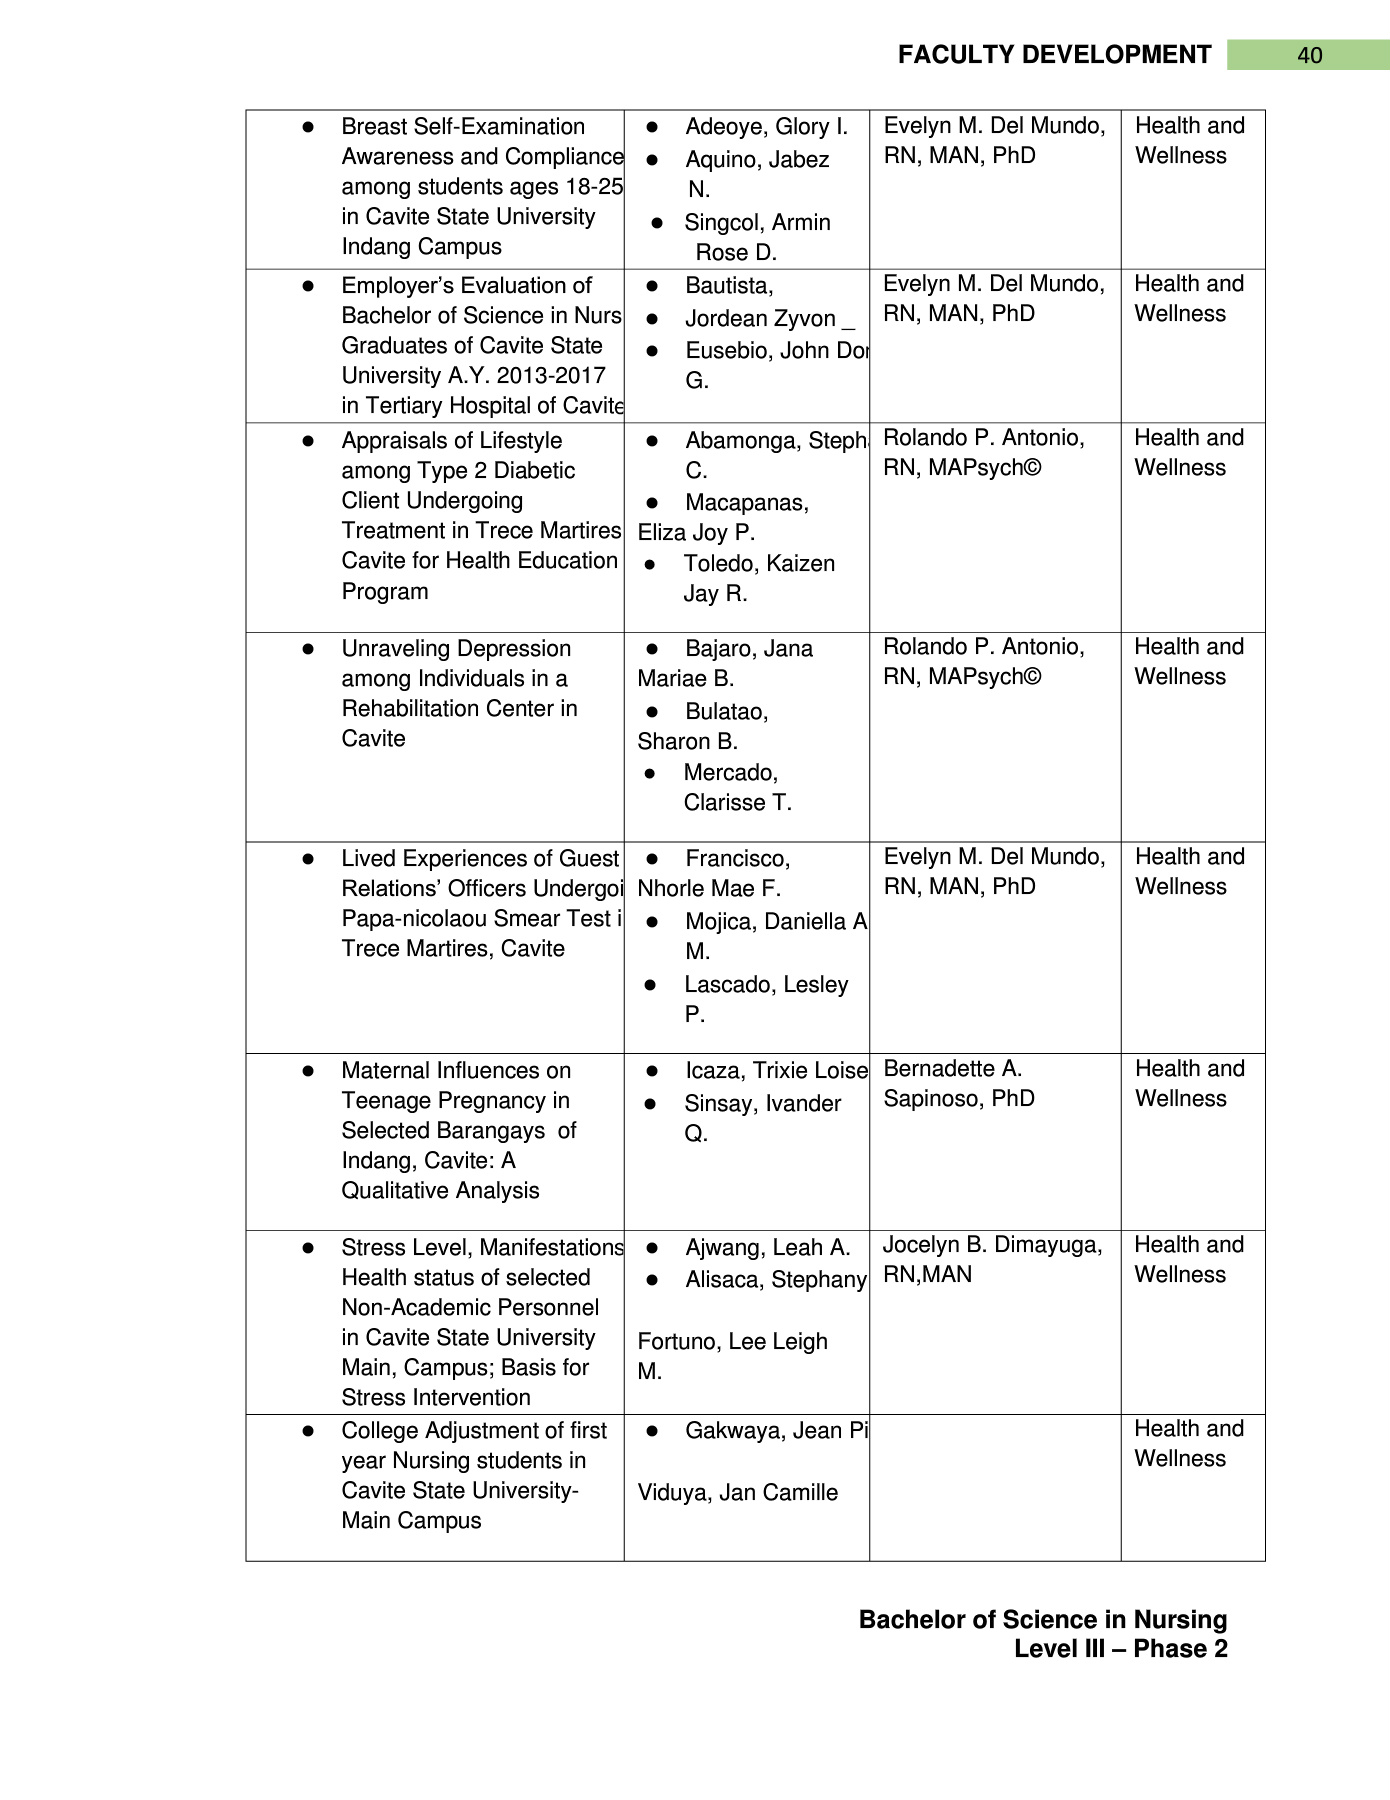 FACULTY DEVELOPMENT 40
● Breast Self-Examination
Awareness and Compliance
among students ages 18-25
in Cavite State University
Indang Campus
● Adeoye, Glory I.
● Aquino, Jabez
N.
● Singcol, Armin
Rose D.
Evelyn M. Del Mundo,
RN, MAN, PhD
Health and
Wellness
● Employer’s Evaluation of
Bachelor of Science in Nurs
Graduates of Cavite State
University A.Y. 2013-2017
in Tertiary Hospital of Cavite
● Bautista,
● Jordean Zyvon _
● Eusebio, John Don
G.
Evelyn M. Del Mundo,
RN, MAN, PhD
Health and
Wellness
● Appraisals of Lifestyle
among Type 2 Diabetic
Client Undergoing
Treatment in Trece Martires
Cavite for Health Education
Program
● Abamonga, Steph
C.
● Macapanas,
Eliza Joy P.
● Toledo, Kaizen
Jay R.
Rolando P. Antonio,
RN, MAPsych©
Health and
Wellness
● Unraveling Depression
among Individuals in a
Rehabilitation Center in
Cavite
● Bajaro, Jana
Mariae B.
● Bulatao,
Sharon B.
● Mercado,
Clarisse T.
Rolando P. Antonio,
RN, MAPsych©
Health and
Wellness
● Lived Experiences of Guest
Relations’ Officers Undergoi
Papa-nicolaou Smear Test i
Trece Martires, Cavite
● Francisco,
Nhorle Mae F.
● Mojica, Daniella A
M.
● Lascado, Lesley
P.
Evelyn M. Del Mundo,
RN, MAN, PhD
Health and
Wellness
● Maternal Influences on
Teenage Pregnancy in
Selected Barangays of
Indang, Cavite: A
Qualitative Analysis
● Icaza, Trixie Loise
● Sinsay, Ivander
Q.
Bernadette A.
Sapinoso, PhD
Health and
Wellness
● Stress Level, Manifestations
Health status of selected
Non-Academic Personnel
in Cavite State University
Main, Campus; Basis for
Stress Intervention
● Ajwang, Leah A.
● Alisaca, Stephany
Fortuno, Lee Leigh
M.
Jocelyn B. Dimayuga,
RN,MAN
Health and
Wellness
● College Adjustment of first
year Nursing students in
Cavite State University-
Main Campus
● Gakwaya, Jean Pi
Viduya, Jan Camille
Health and
Wellness
Bachelor of Science in Nursing
Level III – Phase 2